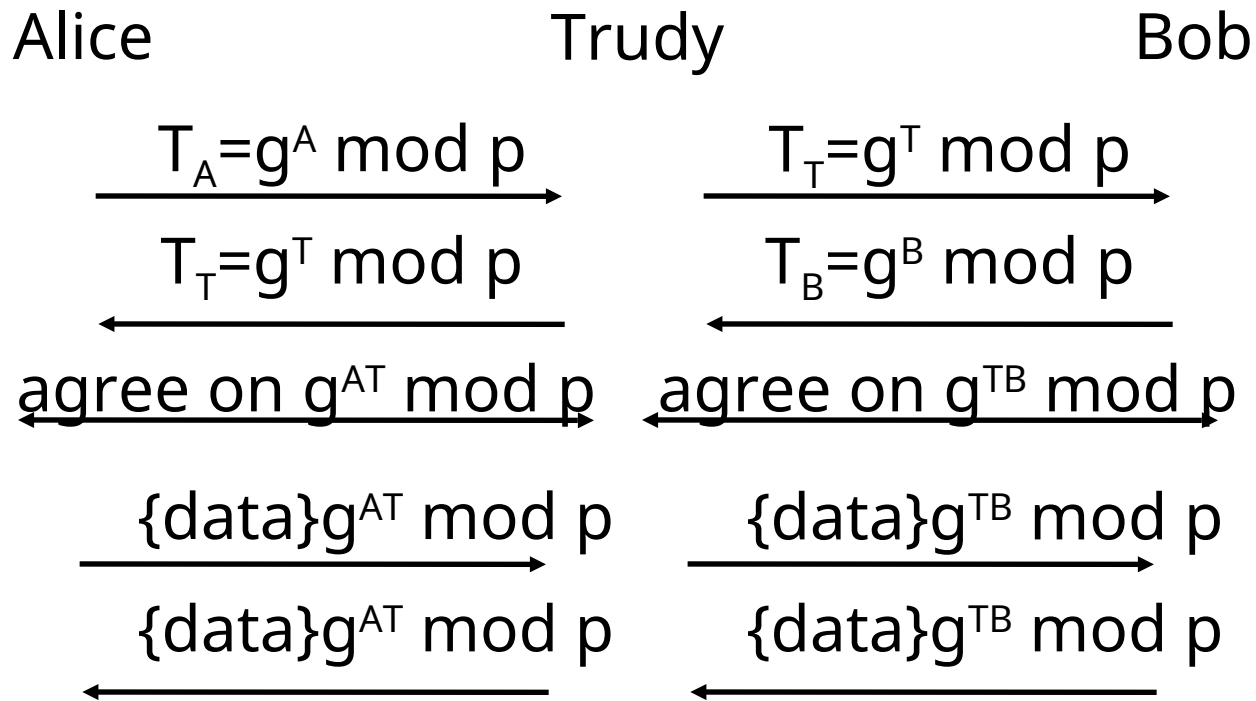 Alice Trudy Bob
T_A=g^A mod p T_T=g^T mod p
T_T=g^T mod p T_B=g^B mod p
agree on g^AT mod p agree on g^TB mod p
{data}g^AT mod p {data}g^TB mod p
{data}g^AT mod p {data}g^TB mod p